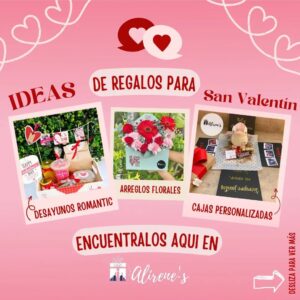 IDEAS
DE REGALOS PARA
San Valentín
DESAYUNOS ROMANTIC
ARREGLOS FLORALES
CAJAS PERSONALIZADAS
ENCUENTRALOS AQUI EN
Alirene's
DESLIZA PARA VER MÁS